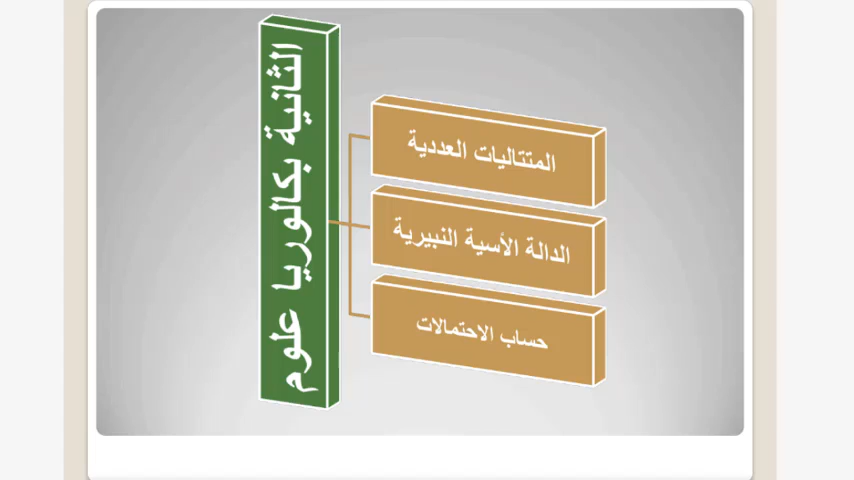 الثانية بكالوريا علوم
المتتاليات العددية
الدالة الأسية النبيرية
حساب الاحتمالات